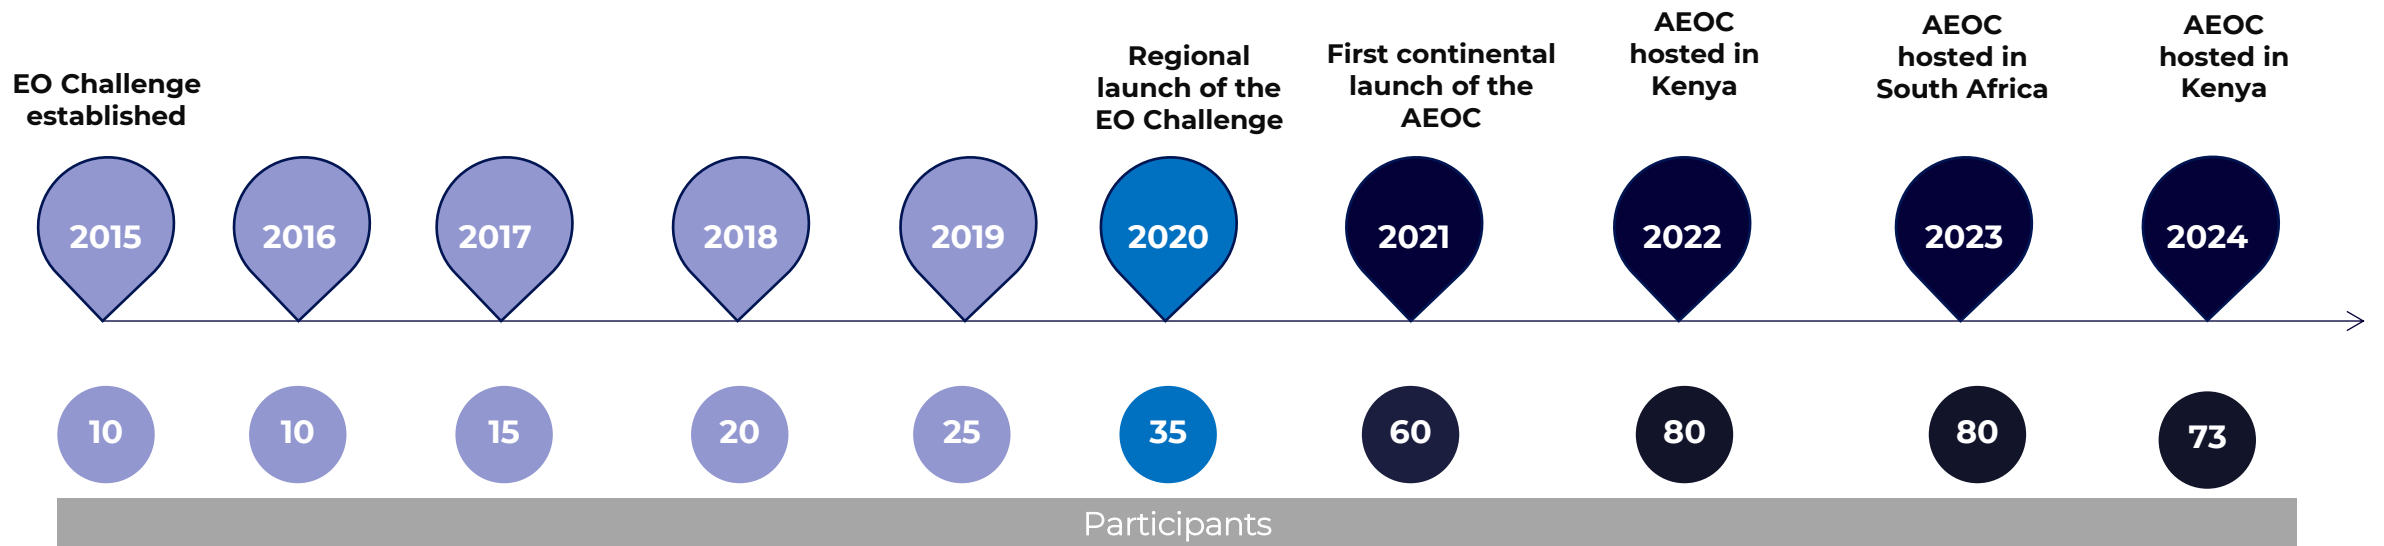 EO Challenge
established
Regional
launch of the
EO Challenge
First continental
launch of the
AEOC
AEOC
hosted in
Kenya
AEOC
hosted in
South Africa
AEOC
hosted in
Kenya
2015
2016
2017
2018
2019
2020
2021
2022
2023
2024
10
10
15
20
25
35
60
80
80
73
Participants